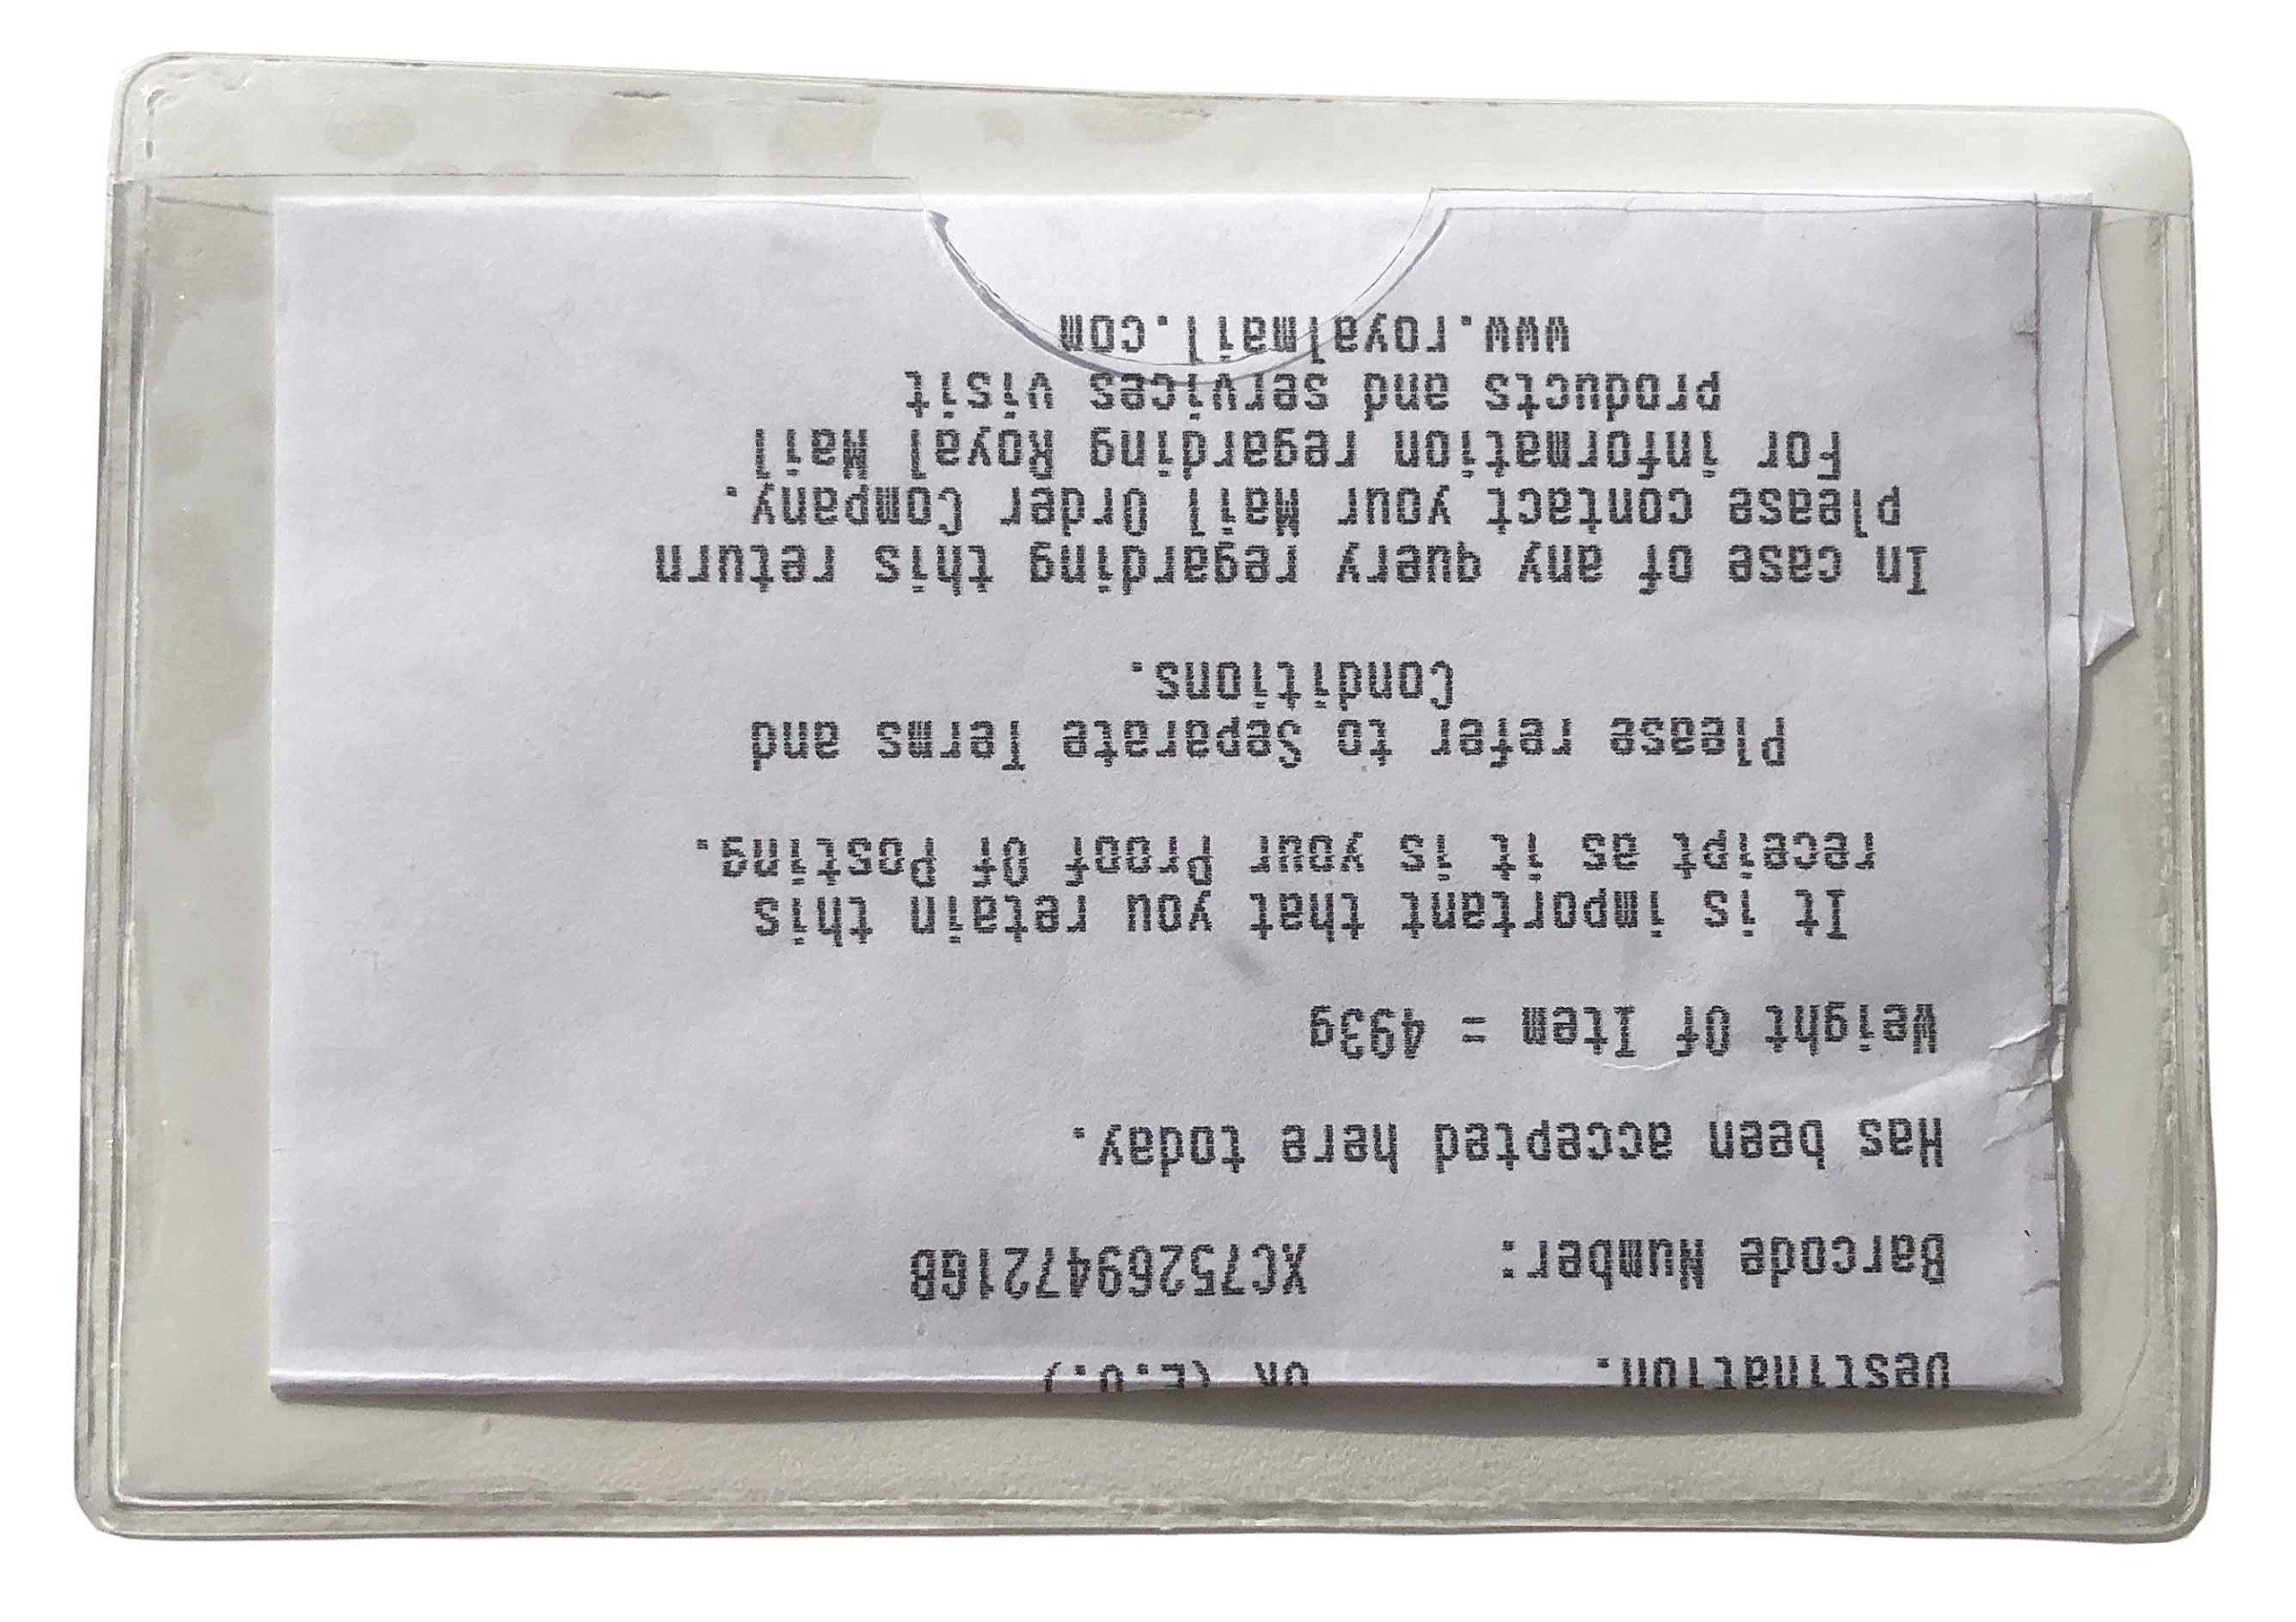 Destination: UK (E.O.)
Barcode Number: XC752694721GB
Has been accepted here today.
Weight of Item = 493g
It is important that you retain this
receipt as it is your Proof of Posting.
Please refer to Separate Terms and
Conditions.
In case of any query regarding this return
please contact your Mail Order Company.
For information regarding Royal Mail
products and services visit
www.royalmail.com